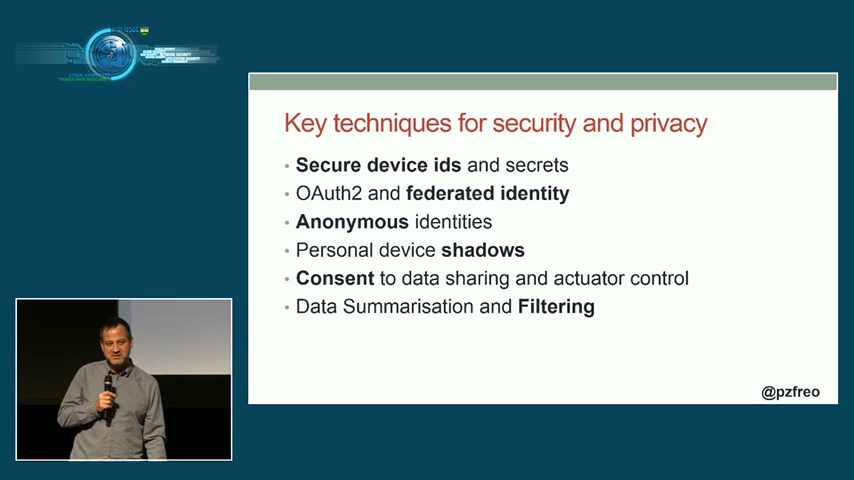 Key techniques for security and privacy
• Secure device ids and secrets
• OAuth2 and federated identity
• Anonymous identities
• Personal device shadows
• Consent to data sharing and actuator control
• Data Summarisation and Filtering
@pzfreo